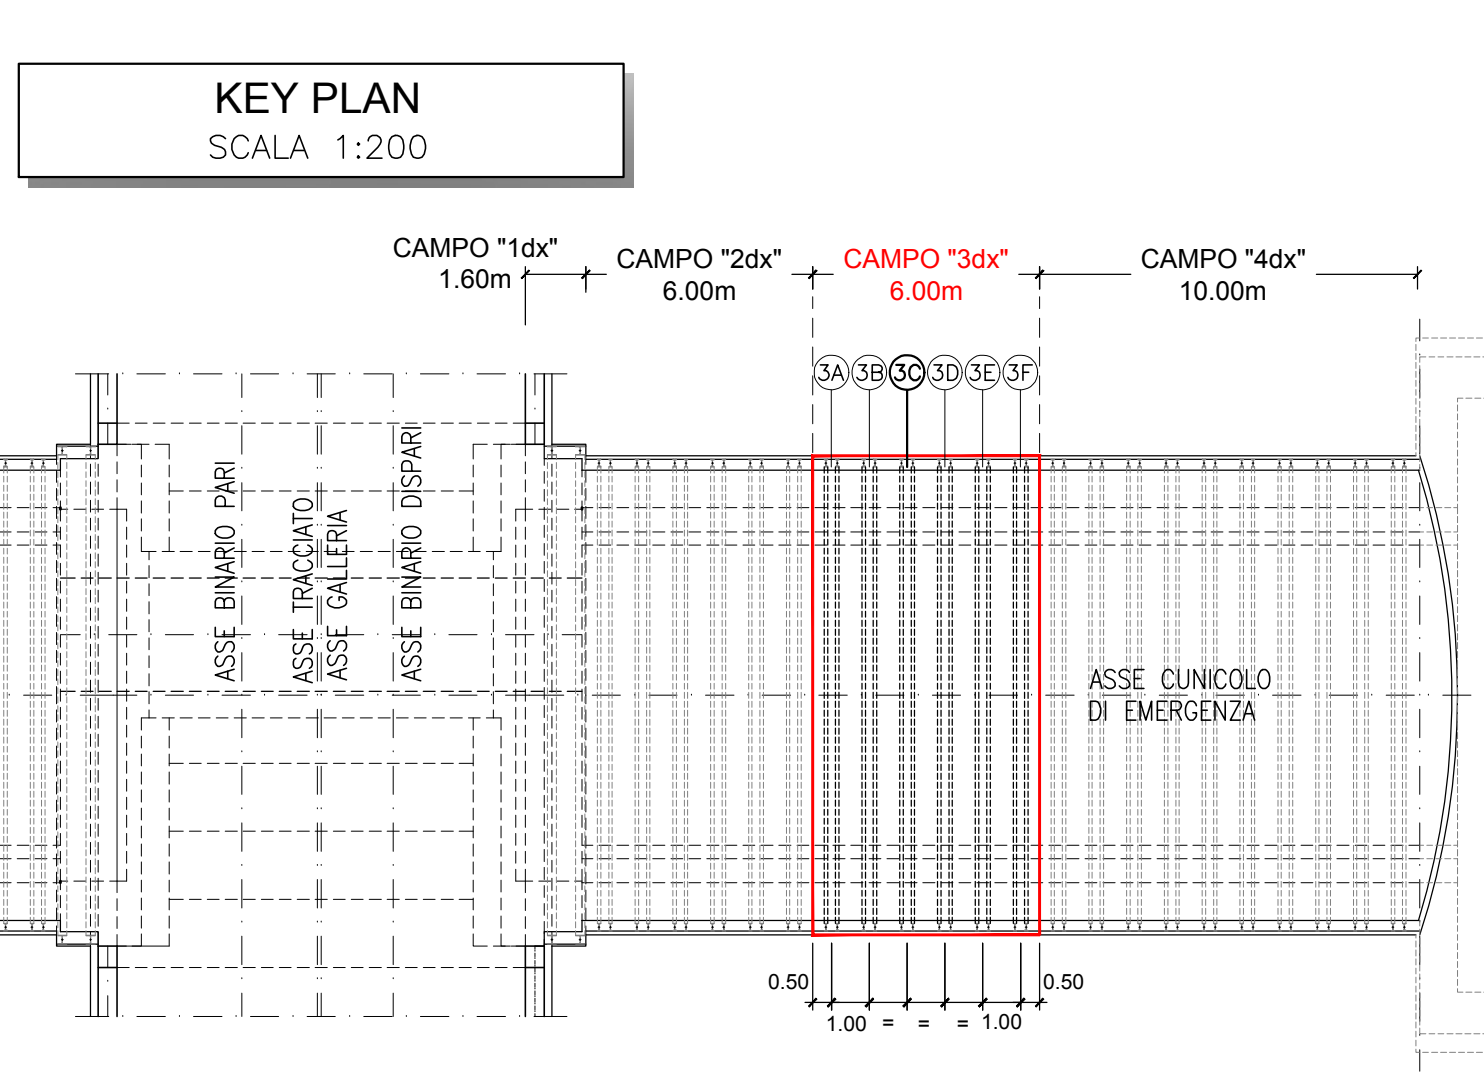 KEY PLAN
SCALA 1:200
CAMPO "1dx"
1.60m
CAMPO "2dx"
6.00m
CAMPO "3dx"
6.00m
CAMPO "4dx"
10.00m
3A 3B 3C 3D 3E 3F
ASSE BINARIO PARI
ASSE TRACCIATO
ASSE GALLERIA
ASSE BINARIO DISPARI
ASSE CUNICOLO
DI EMERGENZA
0.50 0.50
1.00 = = = 1.00